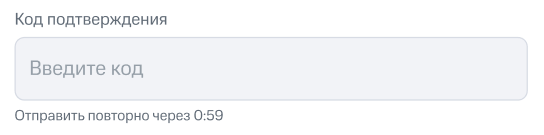 Код подтверждения
Введите код
Отправить повторно через 0:59